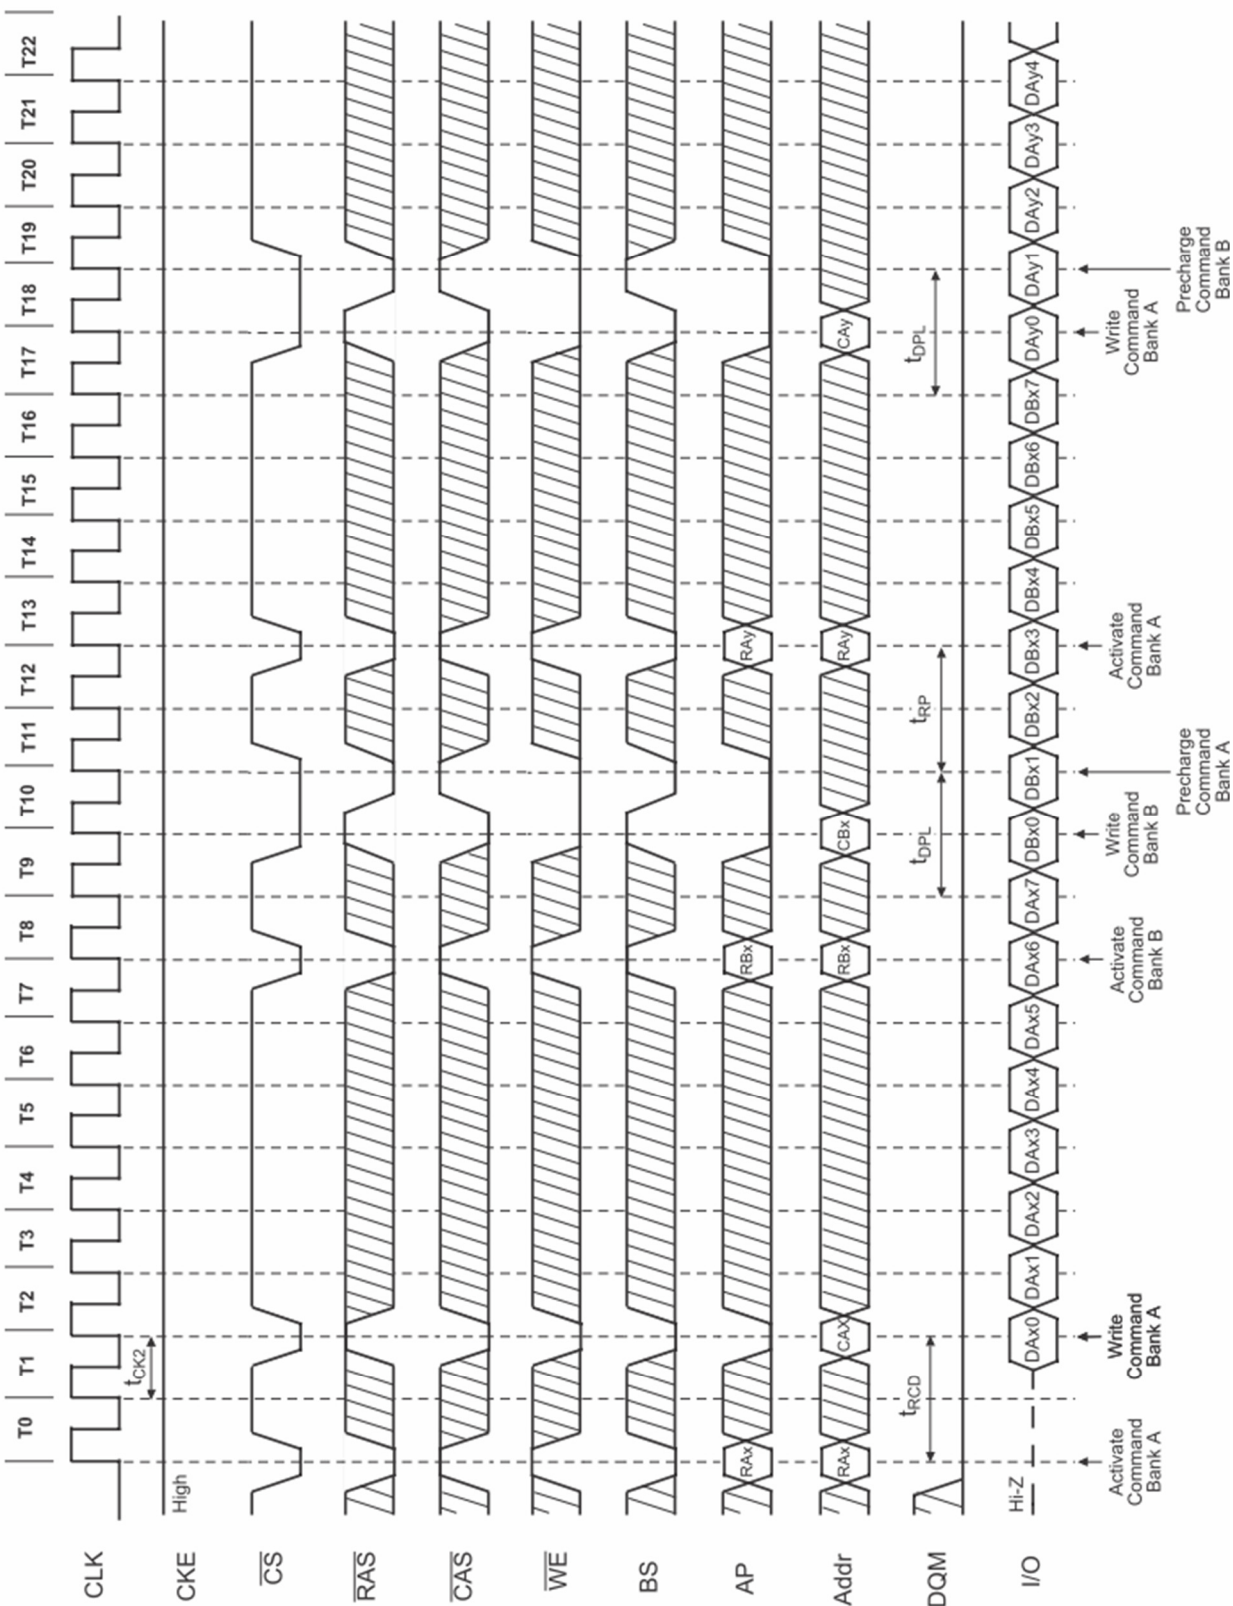 T0 T1 T2 T3 T4 T5 T6 T7 T8 T9 T10 T11 T12 T13 T14 T15 T16 T17 T18 T19 T20 T21 T22
CLK
tCK2
CKE
High
CS
RAS
CAS
WE
BS
AP
RAx RBx RAy
Addr
RAx CAX RBx CBx RAy CAy
DQM
tRCD tDPL tRP tDPL
I/O
Hi-Z
DAx0 DAx1 DAx2 DAx3 DAx4 DAx5 DAx6 DAx7 DBx0 DBx1 DBx2 DBx3 DBx4 DBx5 DBx6 DBx7 DAy0 DAy1 DAy2 DAy3 DAy4
Activate
Command
Bank A
Write
Command
Bank A
Activate
Command
Bank B
Write
Command
Bank B
Precharge
Command
Bank A
Activate
Command
Bank A
Write
Command
Bank A
Precharge
Command
Bank B